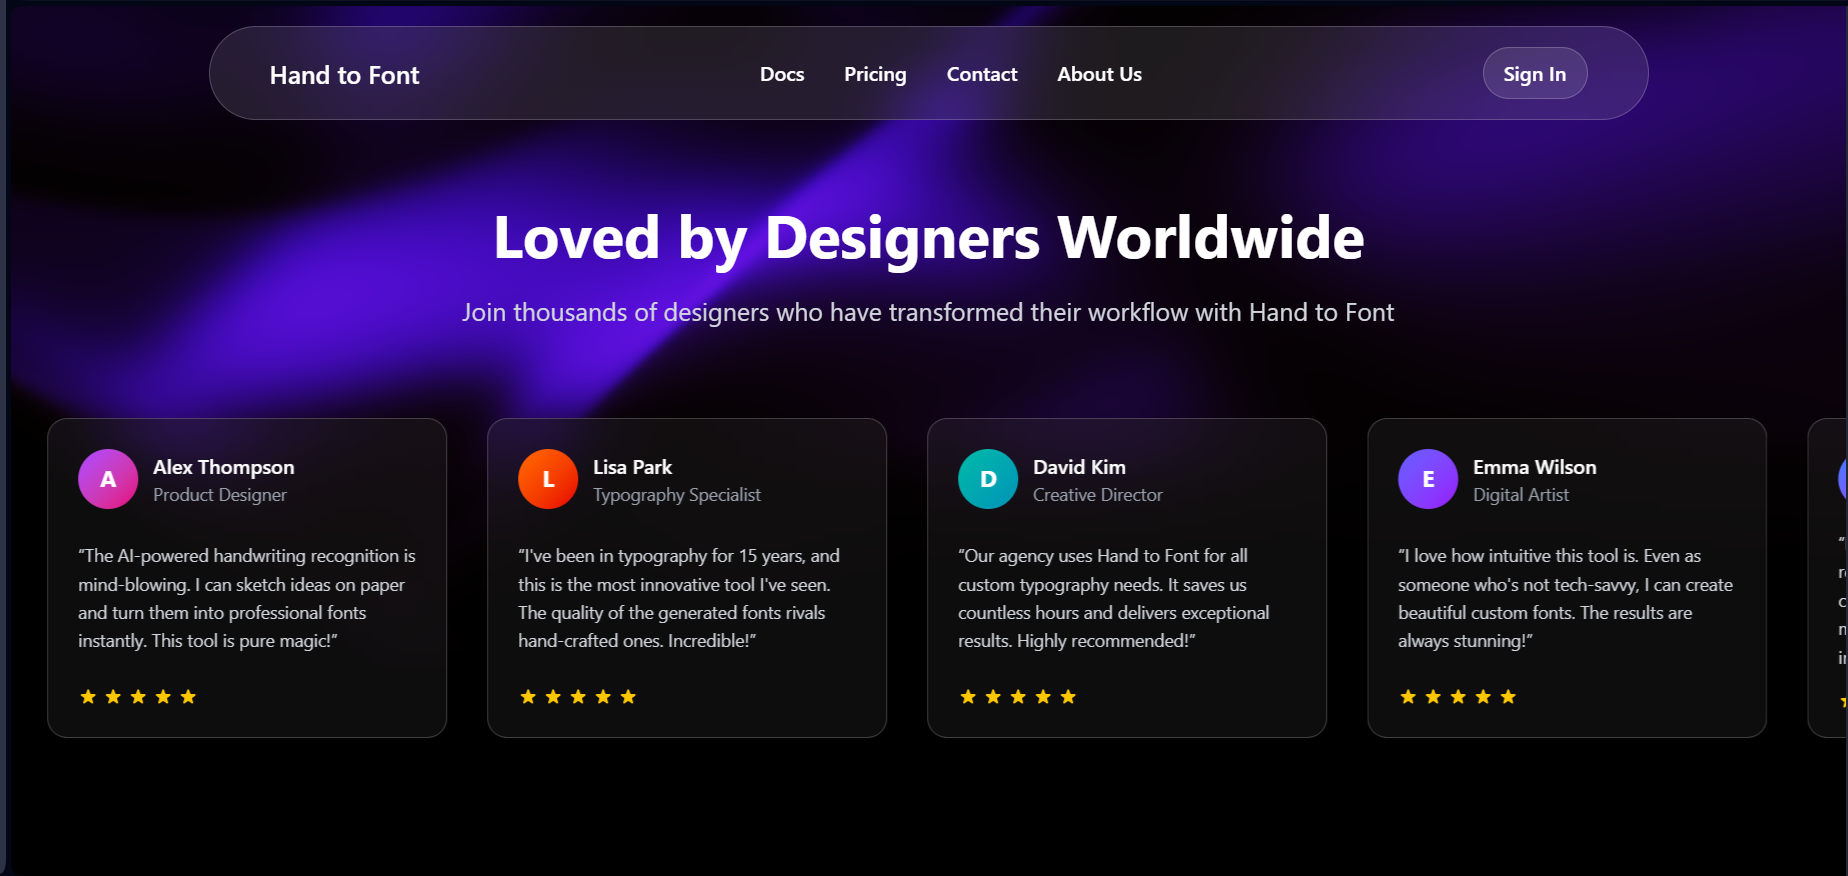 Hand to Font
Docs
Pricing
Contact
About Us
Sign In
Loved by Designers Worldwide
Join thousands of designers who have transformed their workflow with Hand to Font
A
Alex Thompson
Product Designer
"The AI-powered handwriting recognition is
mind-blowing. I can sketch ideas on paper
and turn them into professional fonts
instantly. This tool is pure magic!"
L
Lisa Park
Typography Specialist
"I've been in typography for 15 years, and
this is the most innovative tool I've seen.
The quality of the generated fonts rivals
hand-crafted ones. Incredible!"
D
David Kim
Creative Director
"Our agency uses Hand to Font for all
custom typography needs. It saves us
countless hours and delivers exceptional
results. Highly recommended!"
E
Emma Wilson
Digital Artist
"I love how intuitive this tool is. Even as
someone who's not tech-savvy, I can create
beautiful custom fonts. The results are
always stunning!"